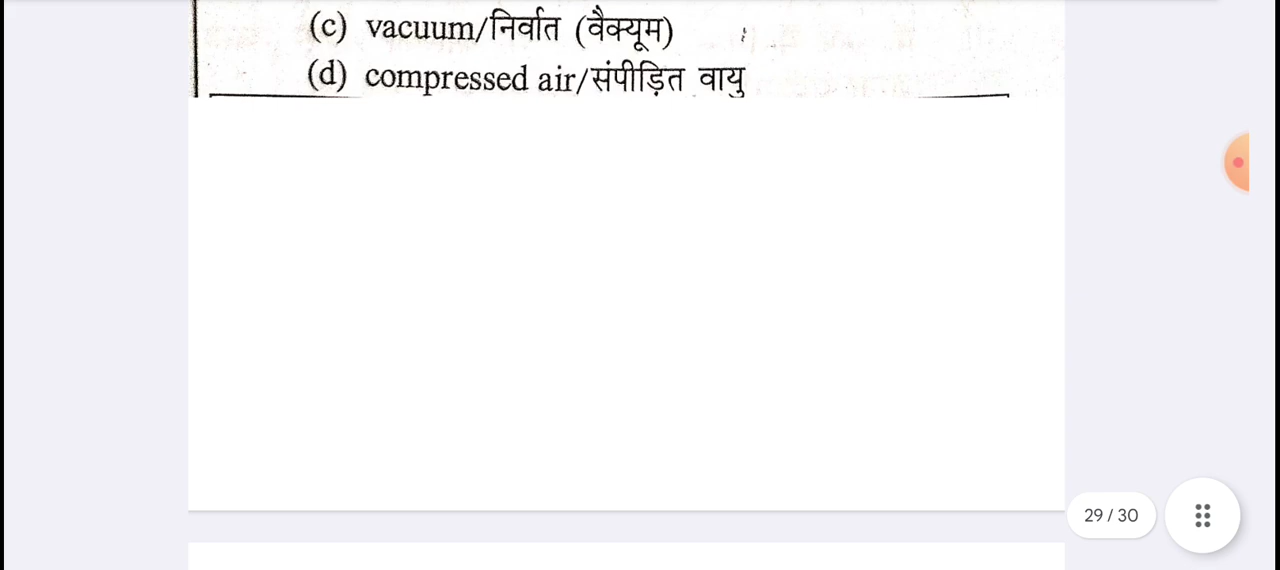 (c) vacuum/निर्वात (वैक्यूम)
(d) compressed air/संपीड़ित वायु
29 / 30